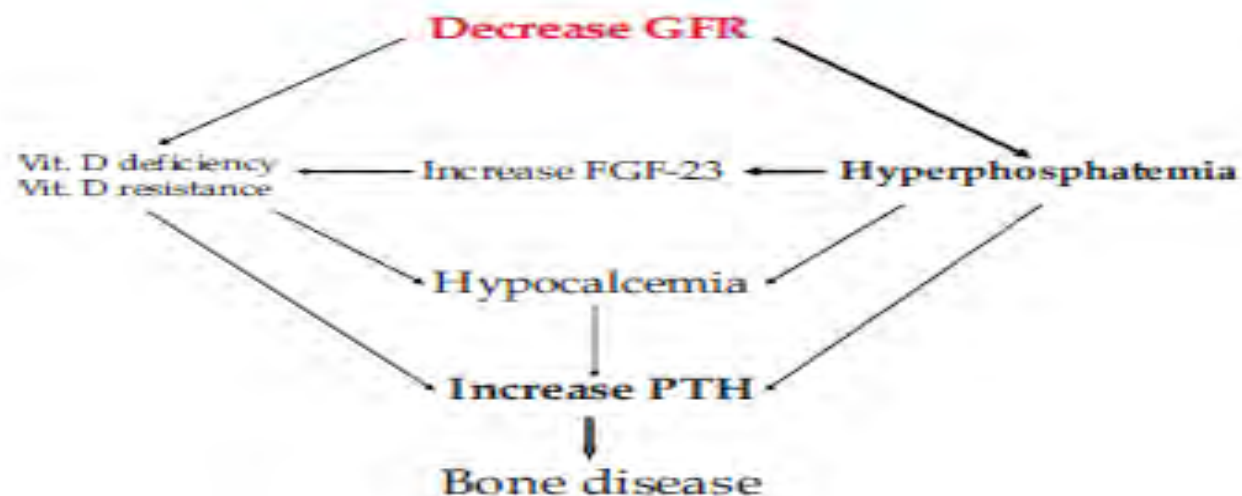 Decrease GFR
Vit. D deficiency
Vit. D resistance
Increase FGF-23
Hyperphosphatemia
Hypocalcemia
Increase PTH
Bone disease